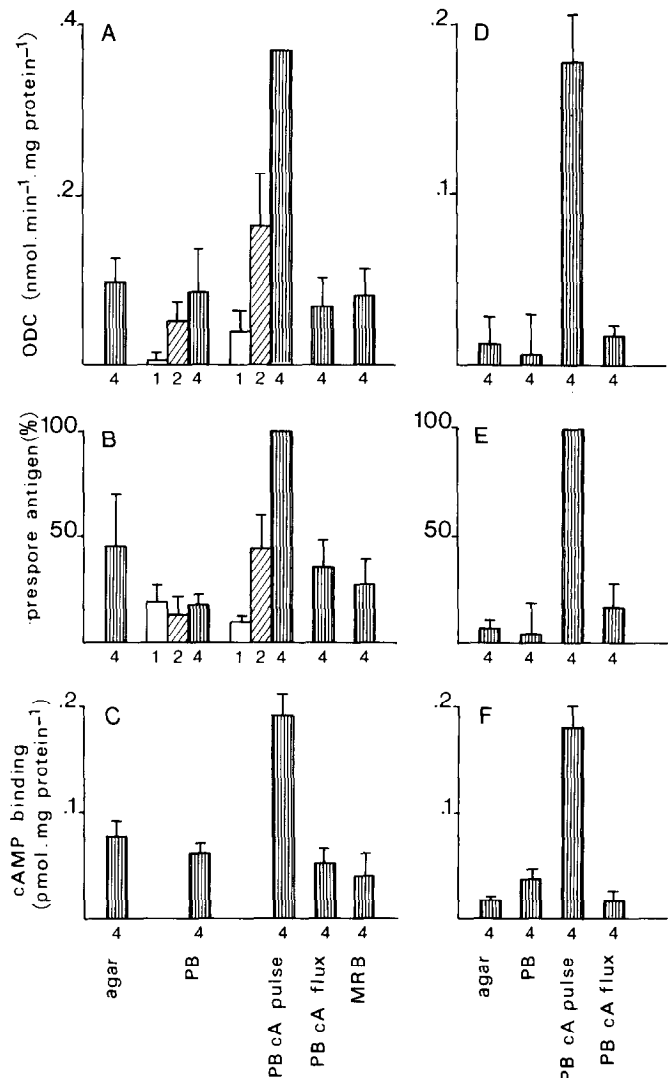 A
.4
.2
ODC (nmol.min⁻¹.mg protein⁻¹)
4 1 2 4 1 2 4 4 4
D
.2
.1
4 4 4 4
B
100
50
prespore antigen(%)
4 1 2 4 1 2 4 4 4
E
100
50
4 4 4 4
C
.2
.1
cAMP binding
(pmol.mg protein⁻¹)
4 4 4 4 4
agar
PB
PB cA pulse
PB cA flux
MRB
F
.2
.1
4 4 4 4
agar
PB
PB cA pulse
PB cA flux